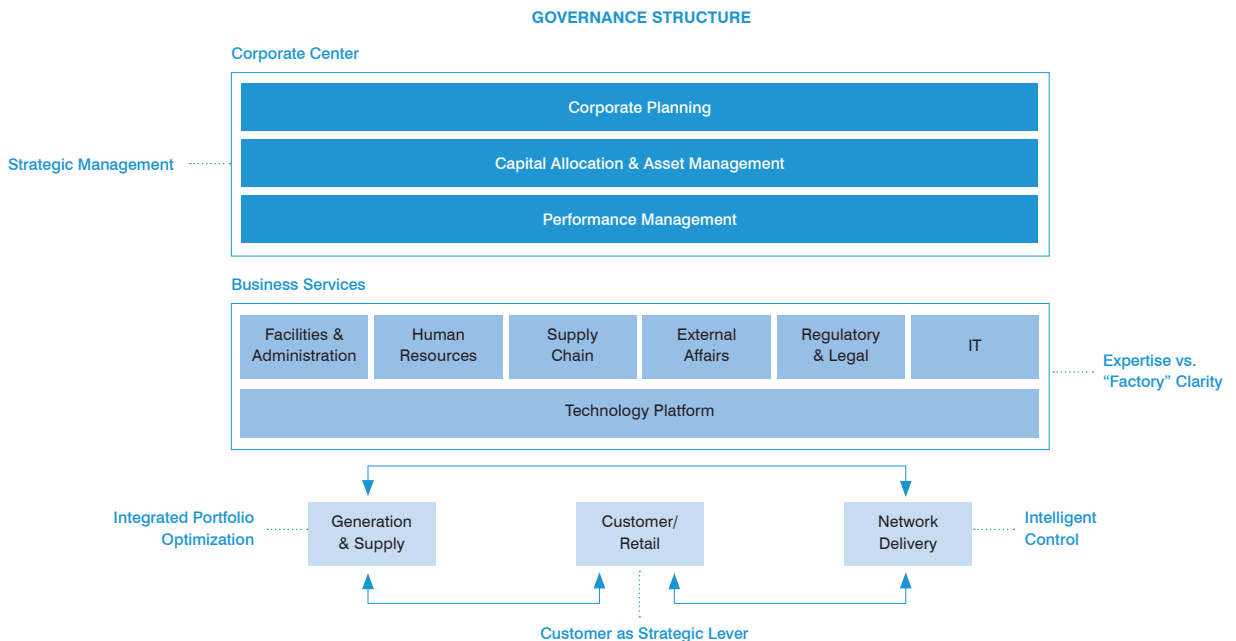 GOVERNANCE STRUCTURE
Corporate Center
Corporate Planning
Strategic Management
Capital Allocation & Asset Management
Performance Management
Business Services
Facilities &
Administration
Human
Resources
Supply
Chain
External
Affairs
Regulatory
& Legal
IT
Expertise vs.
“Factory” Clarity
Technology Platform
Integrated Portfolio
Optimization
Generation
& Supply
Customer/
Retail
Network
Delivery
Intelligent
Control
Customer as Strategic Lever